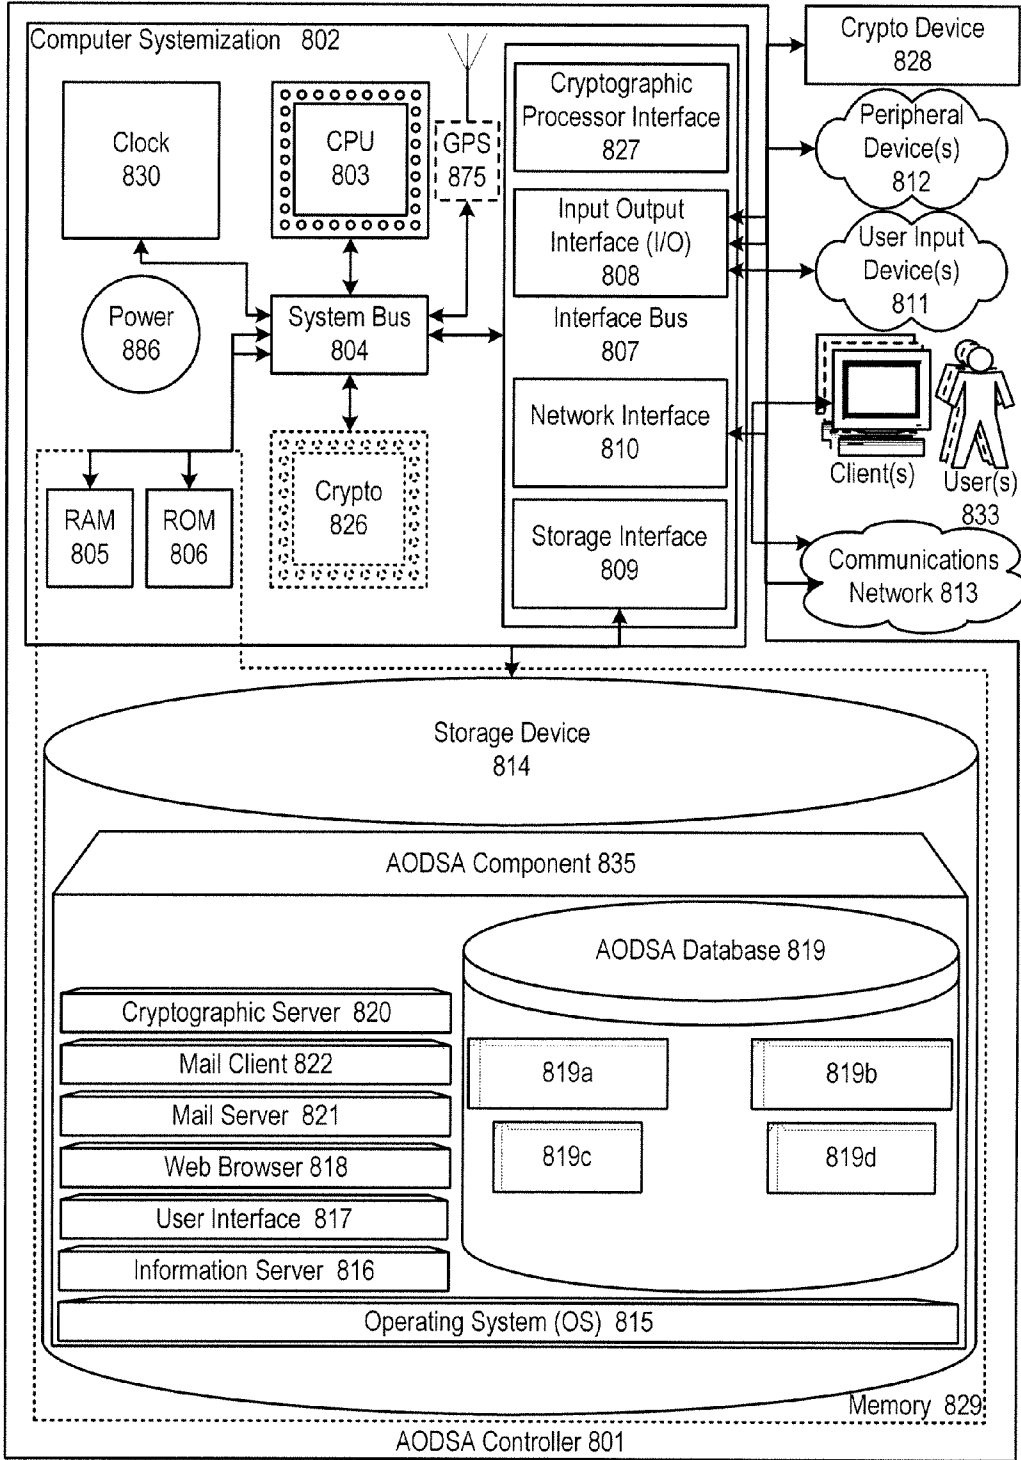 Computer Systemization 802
Clock
830
CPU
803
GPS
875
Cryptographic
Processor Interface
827
Input Output
Interface (I/O)
808
Interface Bus
807
Network Interface
810
Storage Interface
809
Power
886
System Bus
804
Crypto
826
RAM
805
ROM
806
Crypto Device
828
Peripheral
Device(s)
812
User Input
Device(s)
811
Client(s)
User(s)
833
Communications
Network 813
Storage Device
814
AODSA Component 835
AODSA Database 819
819a
819b
819c
819d
Cryptographic Server 820
Mail Client 822
Mail Server 821
Web Browser 818
User Interface 817
Information Server 816
Operating System (OS) 815
Memory 829
AODSA Controller 801